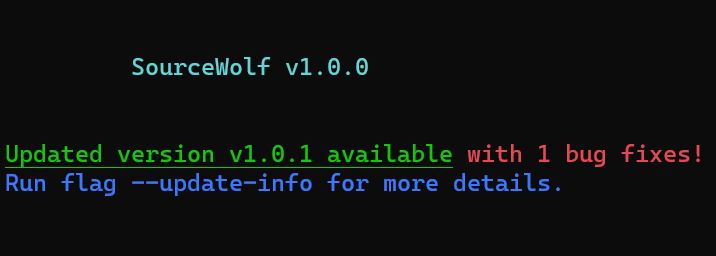 SourceWolf v1.0.0
Updated version v1.0.1 available with 1 bug fixes!
Run flag --update-info for more details.